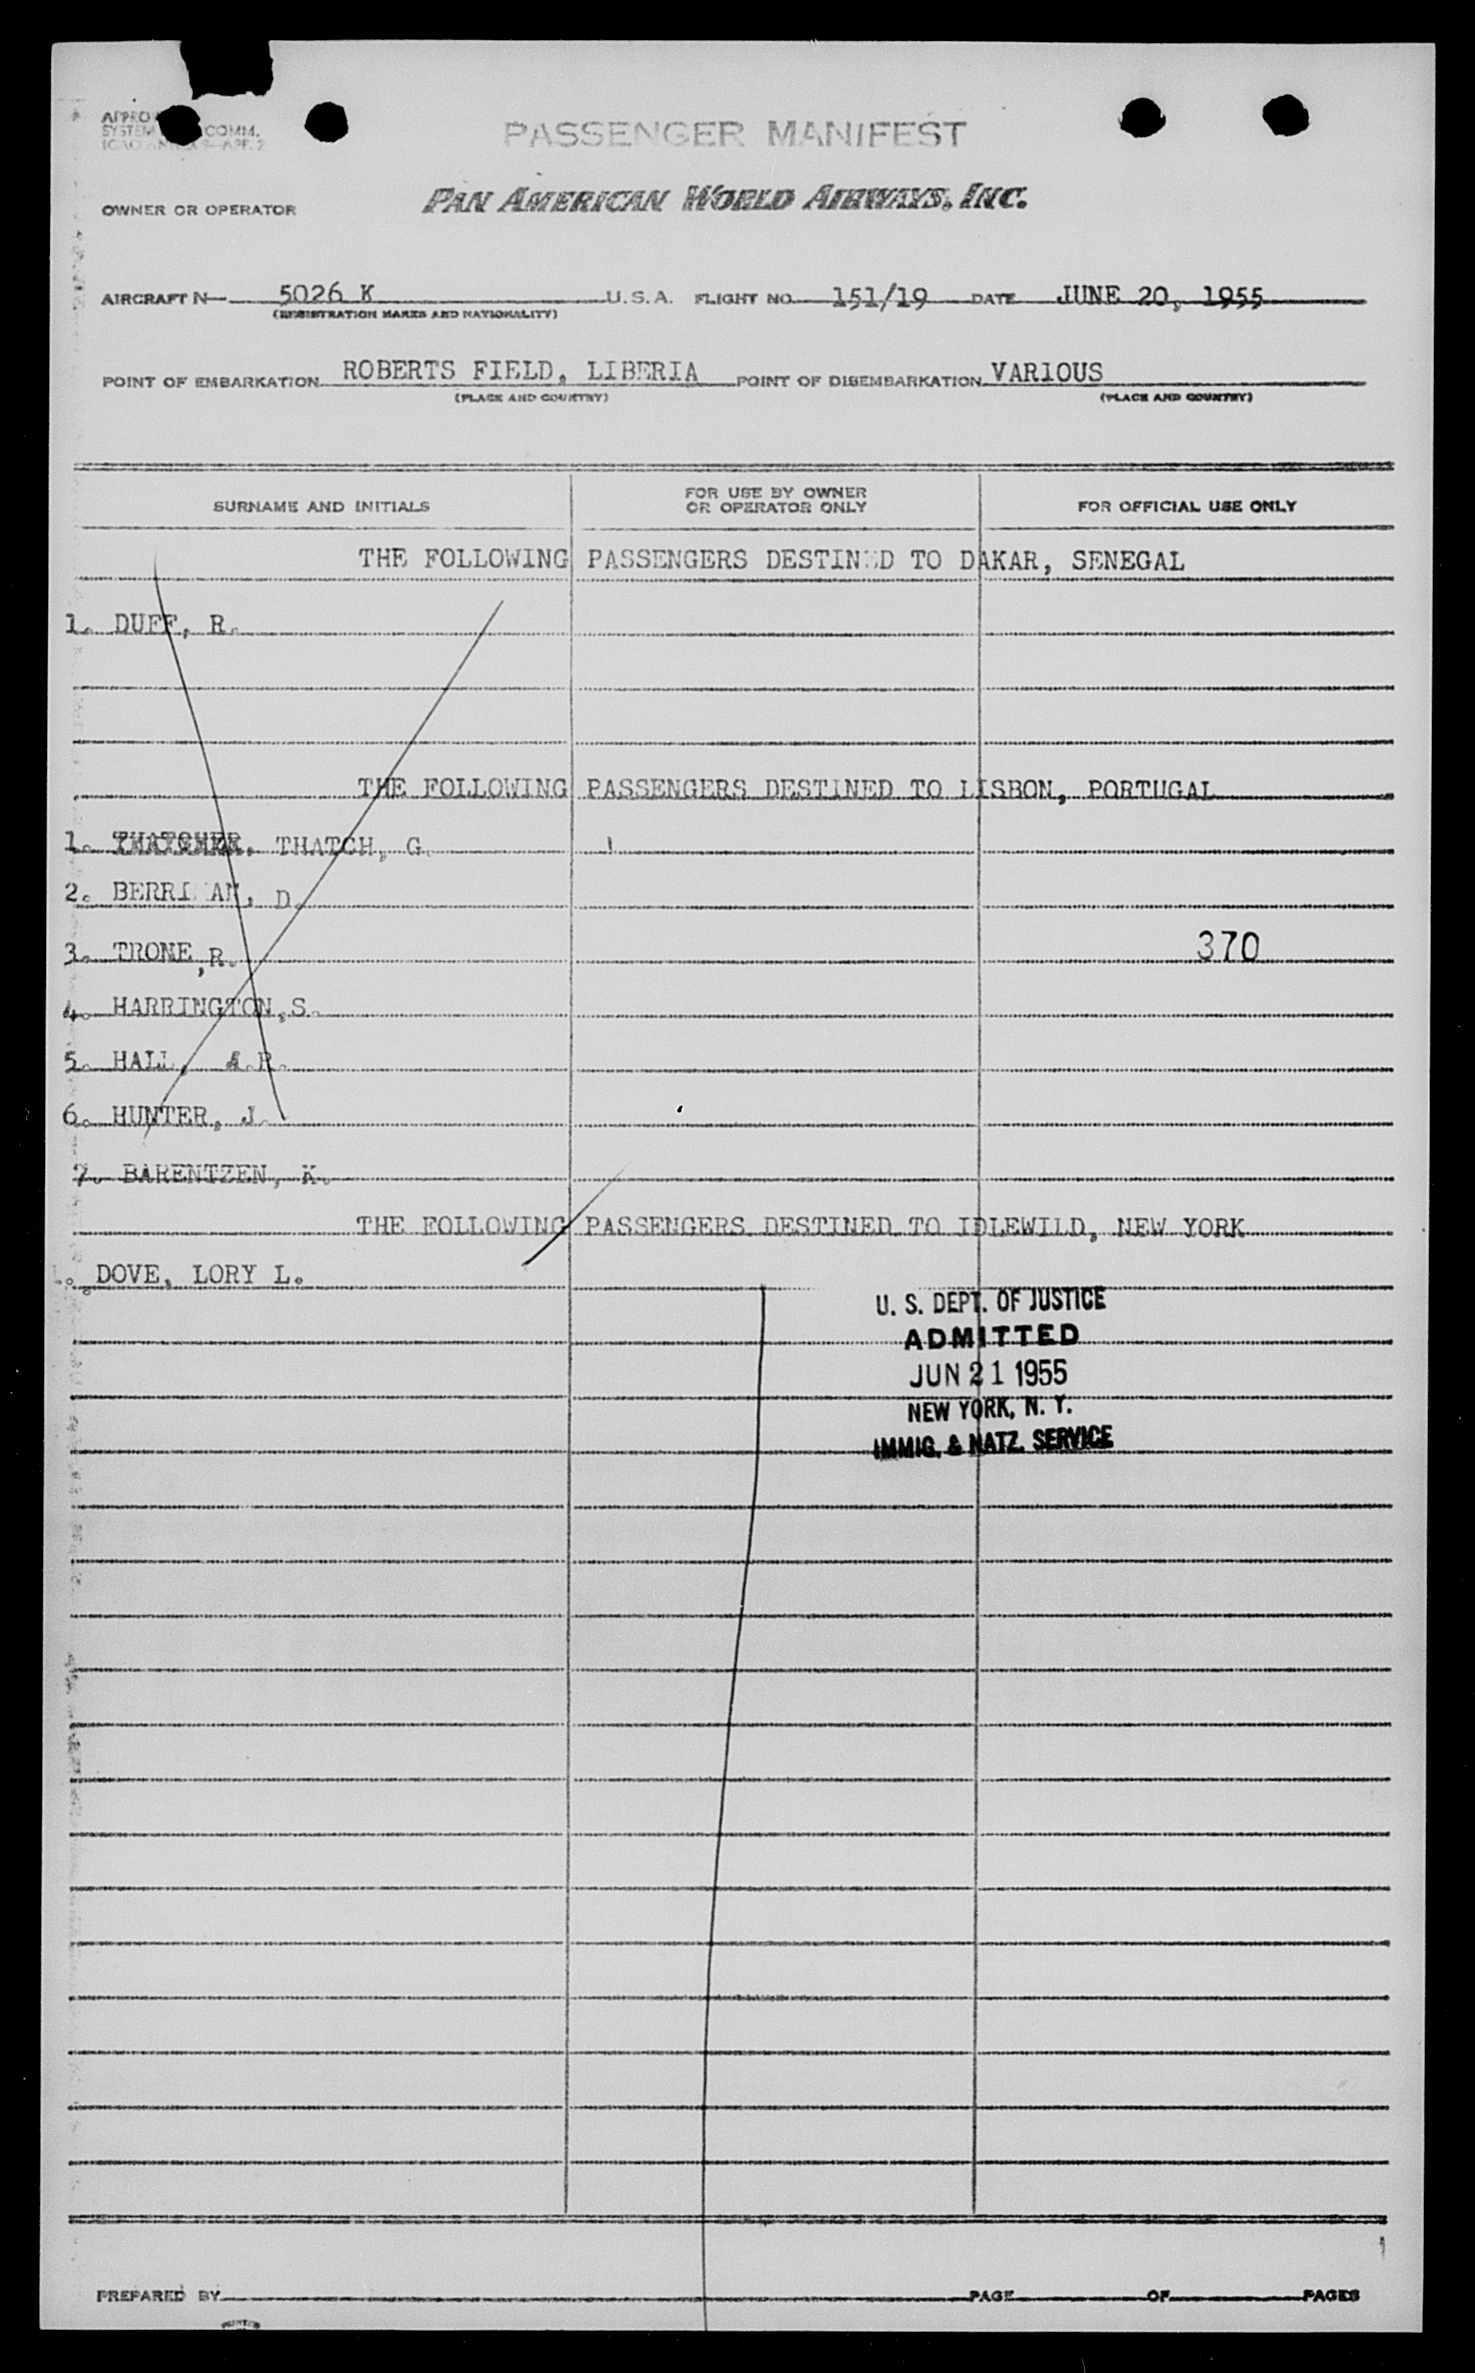 PASSENGER MANIFEST
OWNER OR OPERATOR PAN AMERICAN WORLD AIRWAYS, INC.
AIRCRAFT N 5026 K U.S.A. FLIGHT NO. 151/19 DATE JUNE 20, 1955
(REGISTRATION MARKS AND NATIONALITY)
POINT OF EMBARKATION ROBERTS FIELD, LIBERIA POINT OF DISEMBARKATION VARIOUS
(PLACE AND COUNTRY) (PLACE AND COUNTRY)
SURNAME AND INITIALS FOR USE BY OWNER OR OPERATOR ONLY FOR OFFICIAL USE ONLY
THE FOLLOWING PASSENGERS DESTINED TO DAKAR, SENEGAL
1. DUFF, R.
THE FOLLOWING PASSENGERS DESTINED TO LISBON, PORTUGAL
1. THATCHER, THATCH, G.
2. BERRI AN, D.
3. TRONE, R.
370
4. HARRINGTON, S.
5. HALL, R.
6. HUNTER, J.
7. BARENTZEN, K.
THE FOLLOWING PASSENGERS DESTINED TO IDLEWILD, NEW YORK
DOVE, LORY L.
U. S. DEPT. OF JUSTICE
ADMITTED
JUN 21 1955
NEW YORK, N. Y.
IMMIG. & NATZ. SERVICE
PREPARED BY PAGE OF PAGES